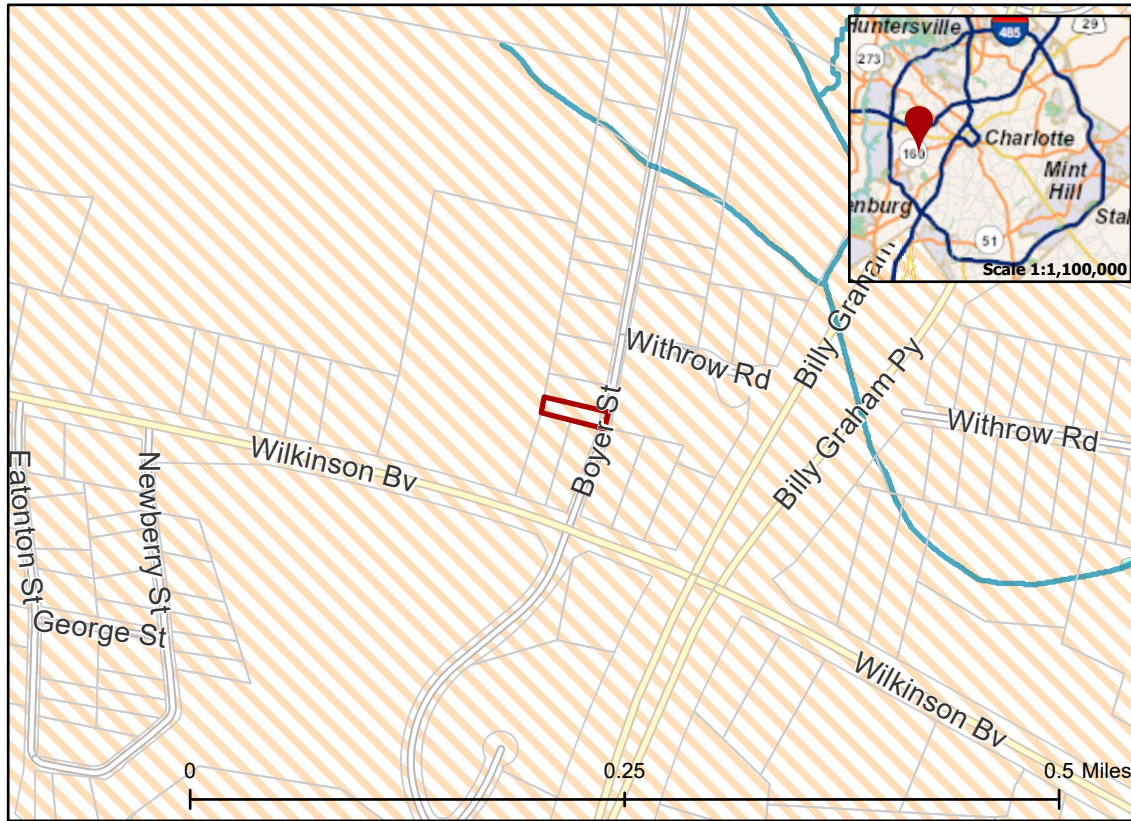 Huntersville
485
29
273
Charlotte
160
Mint
Hill
enburg
Stal
51
Scale 1:1,100,000
Billy Graham
Withrow Rd
Billy Graham Py
Boyer St
Withrow Rd
Wilkinson Bv
Eatonton St
Newberry St
George St
Wilkinson Bv
0
0.25
0.5 Miles